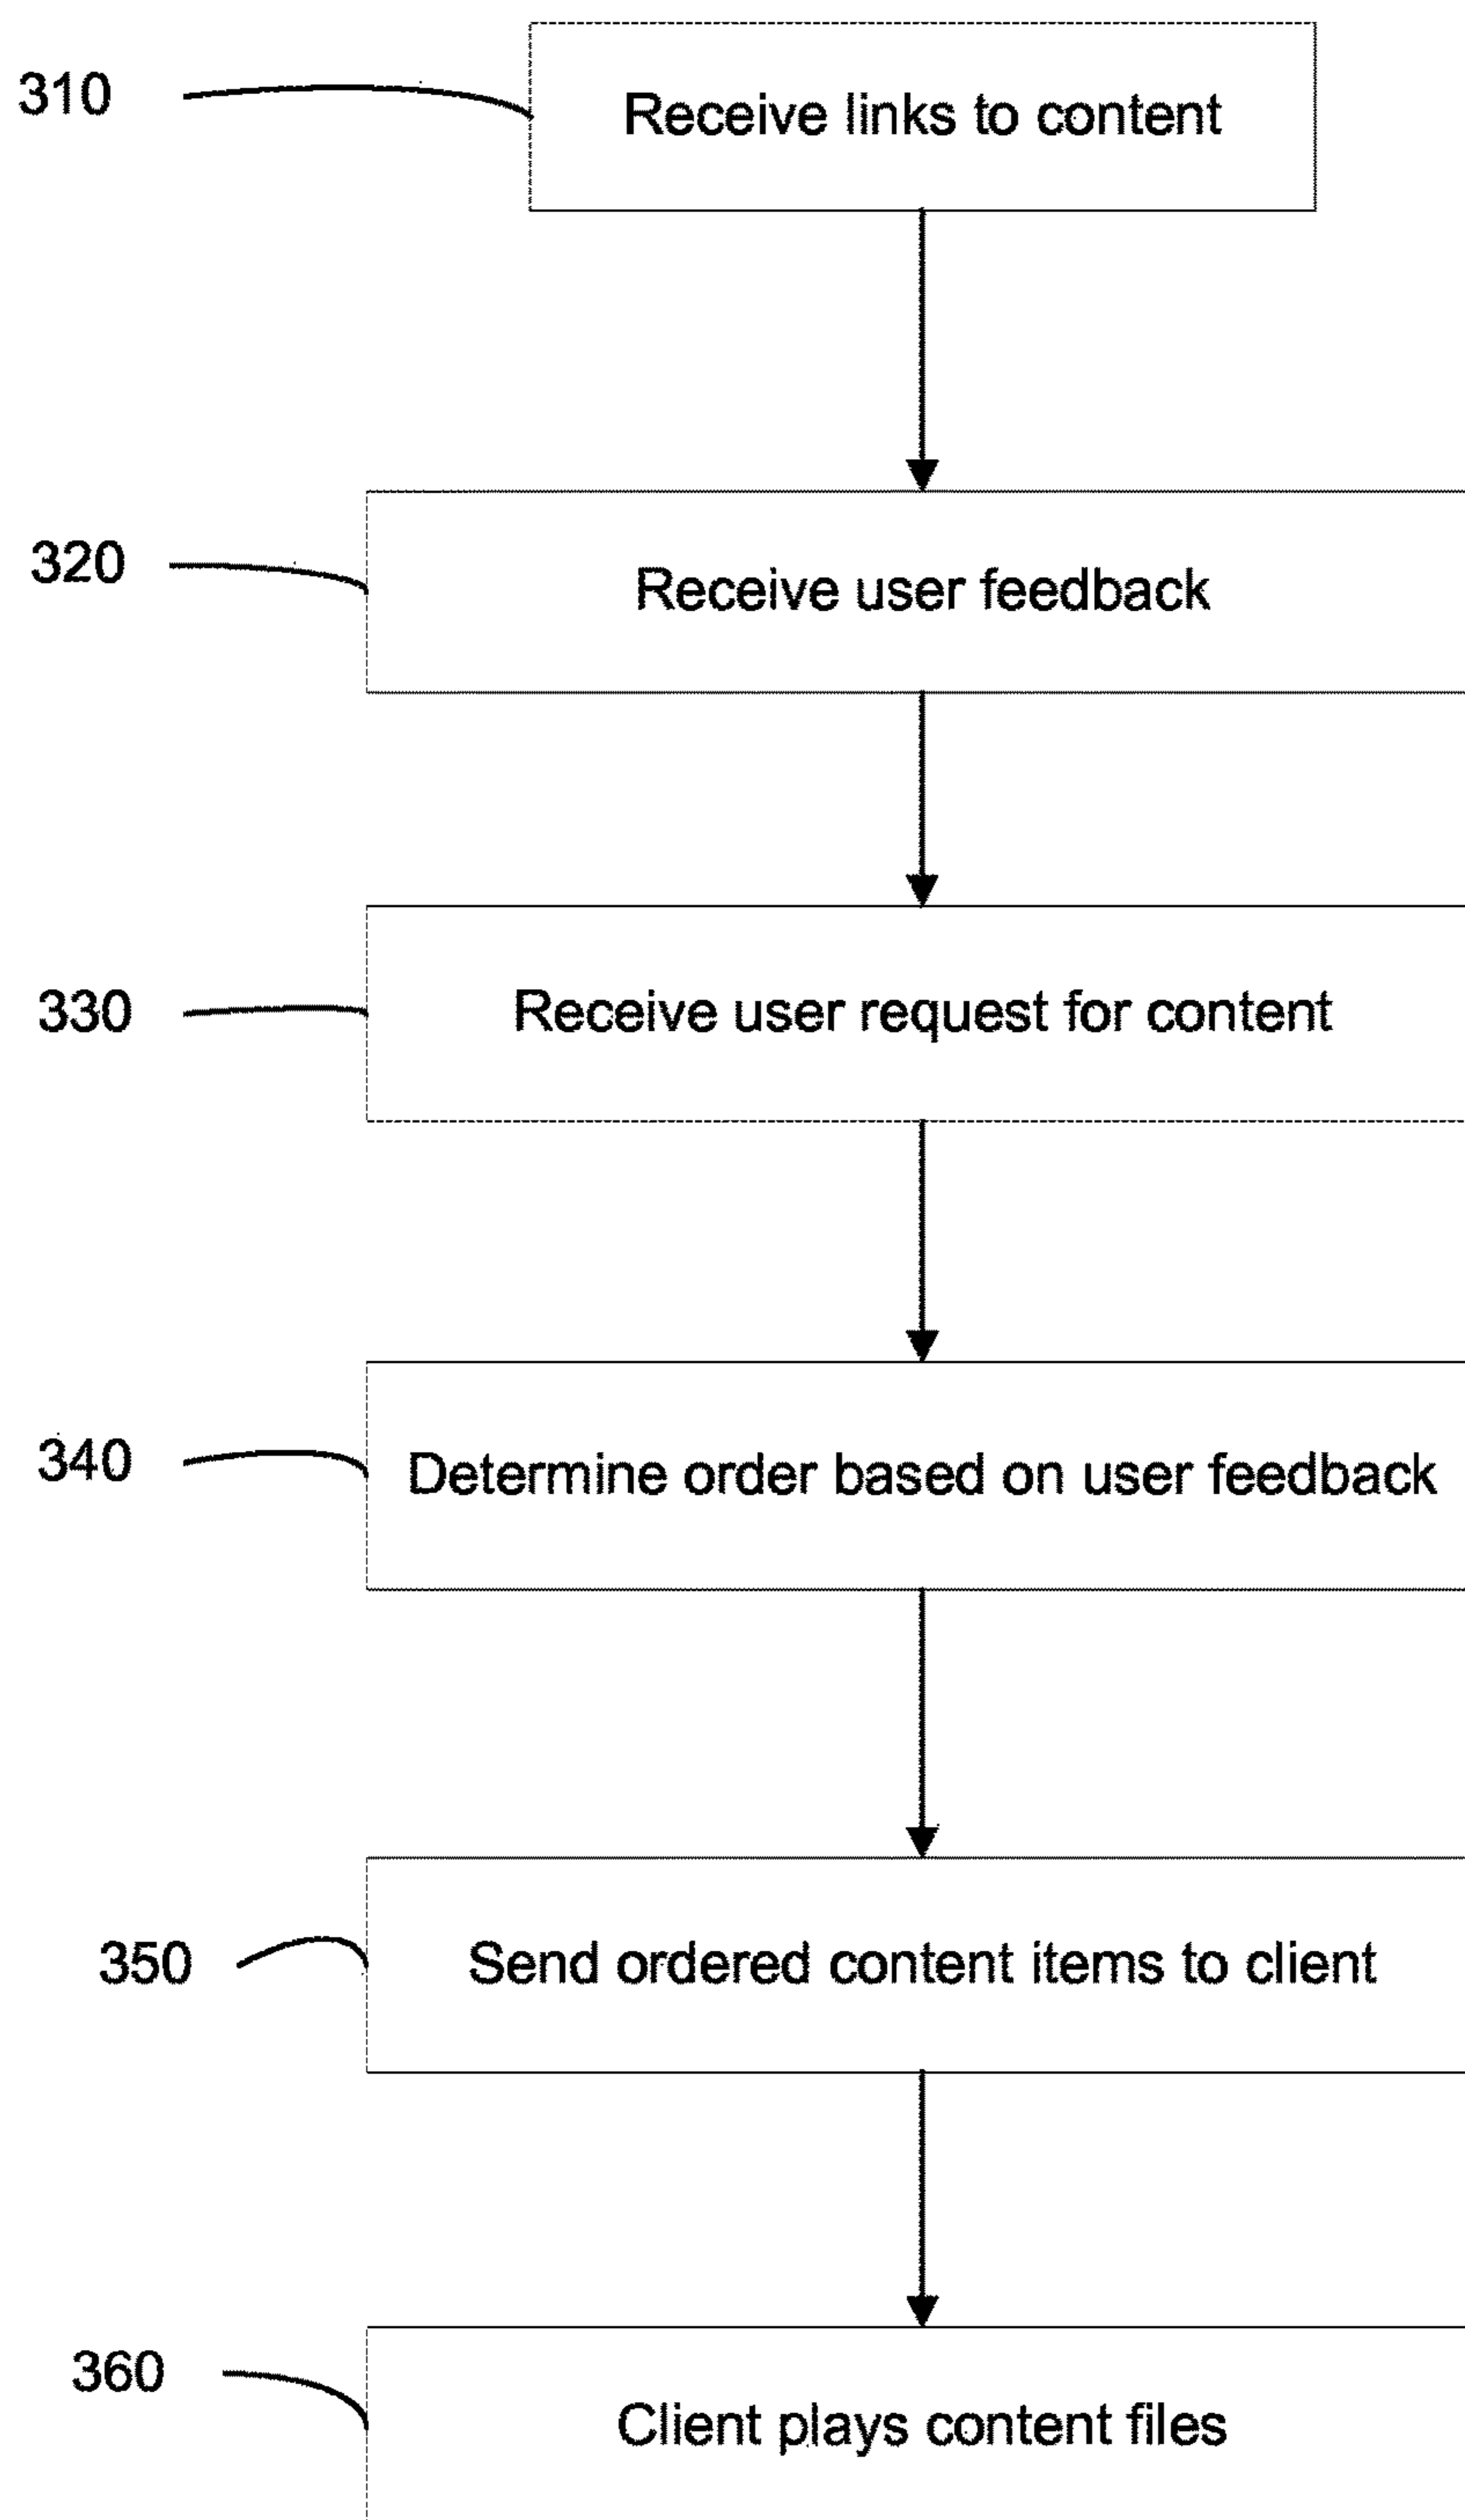 310
Receive links to content
320
Receive user feedback
330
Receive user request for content
340
Determine order based on user feedback
350
Send ordered content items to client
360
Client plays content files